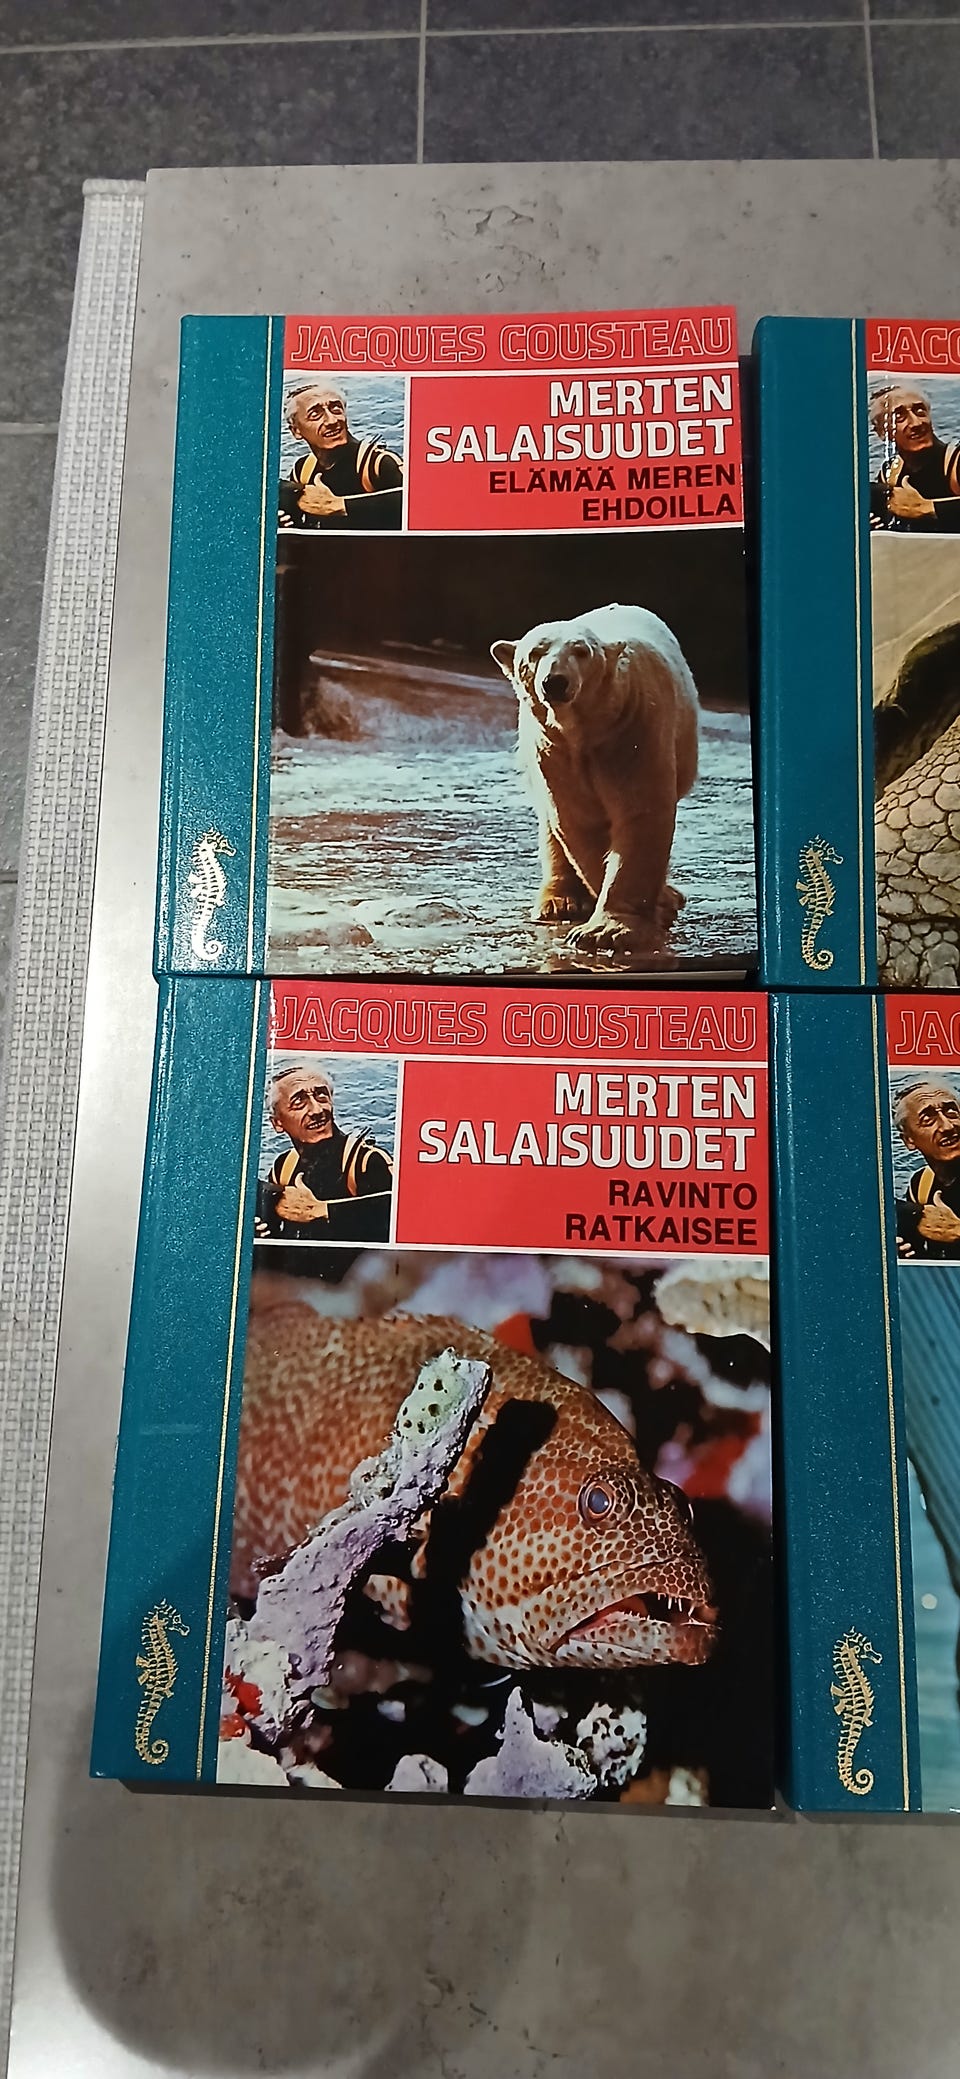 JACQUES COUSTEAU
MERTEN
SALAISUUDET
ELÄMÄÄ MEREN
EHDOILLA
JACQUES COUSTEAU
MERTEN
SALAISUUDET
RAVINTO
RATKAISEE